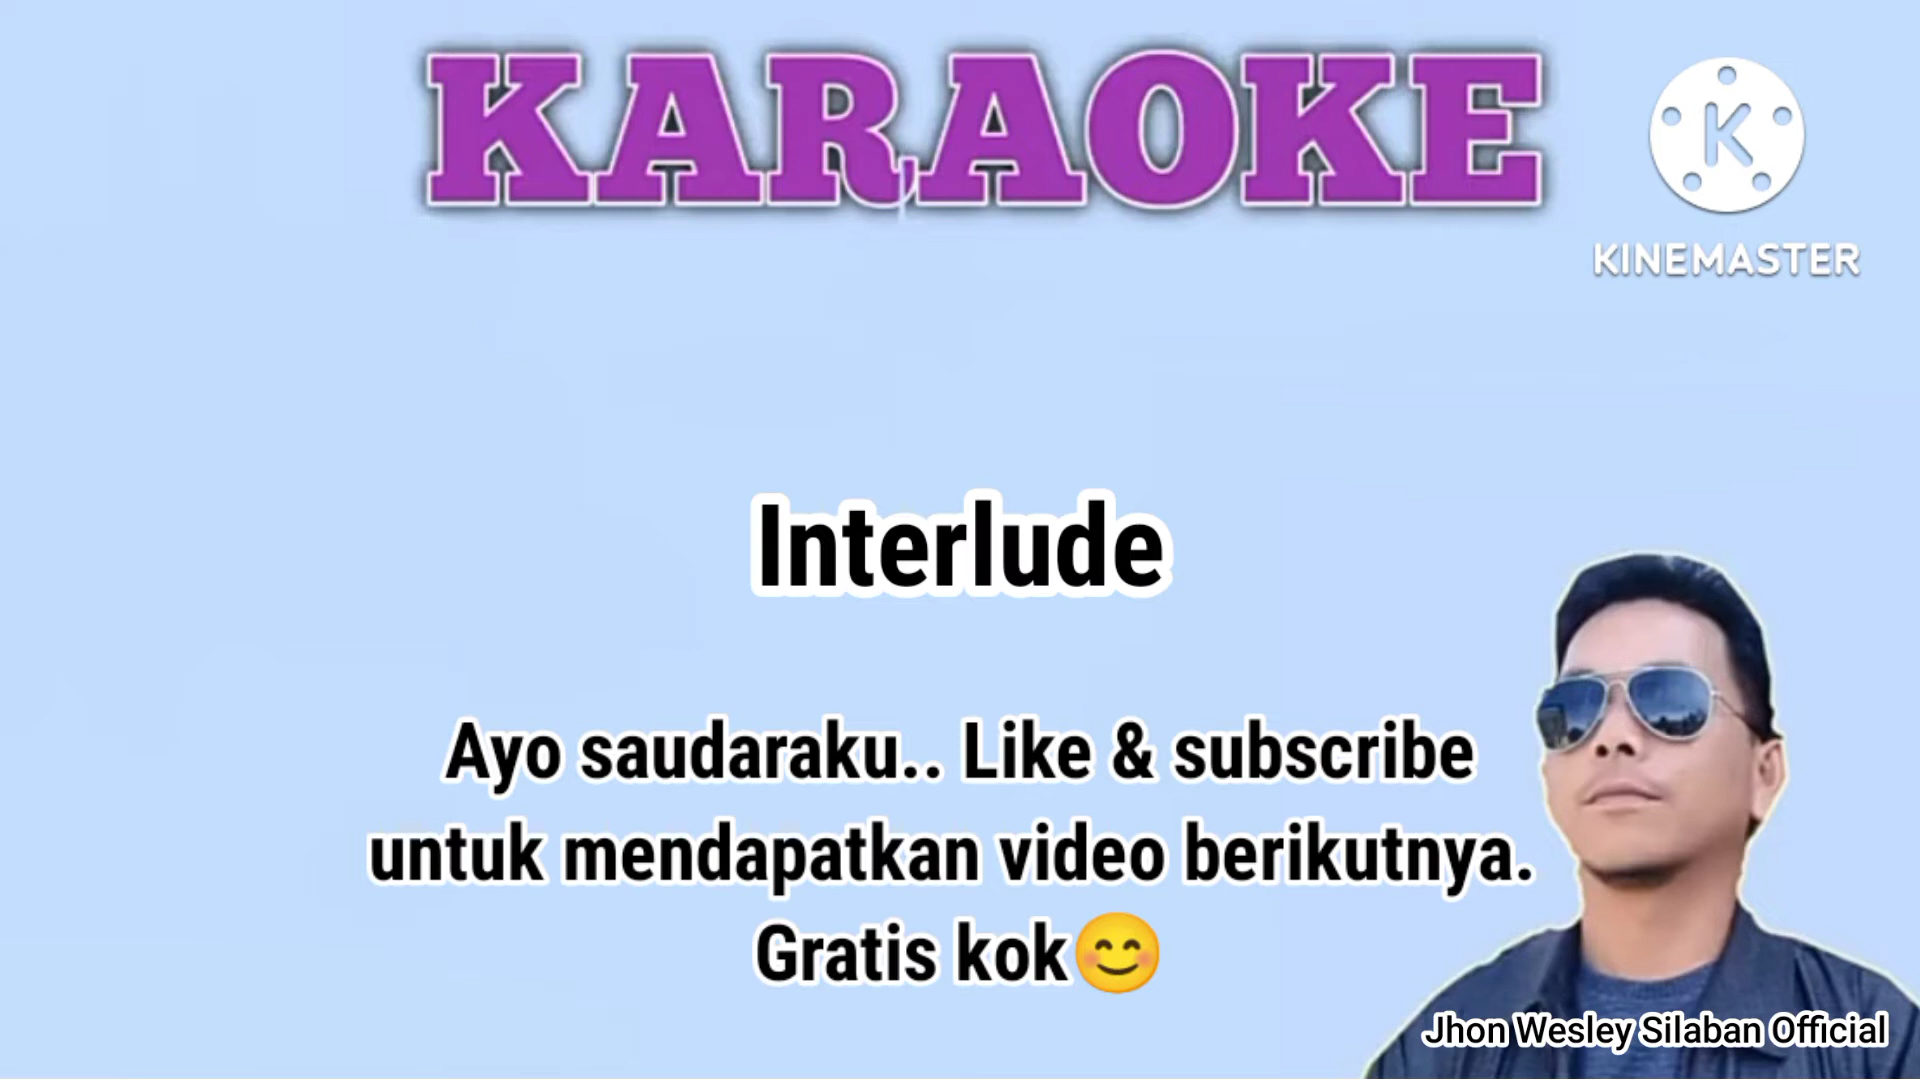 KARAOKE
K
KINEMASTER
Interlude
Ayo saudaraku.. Like & subscribe
untuk mendapatkan video berikutnya.
Gratis kok😊
Jhon Wesley Silaban Official